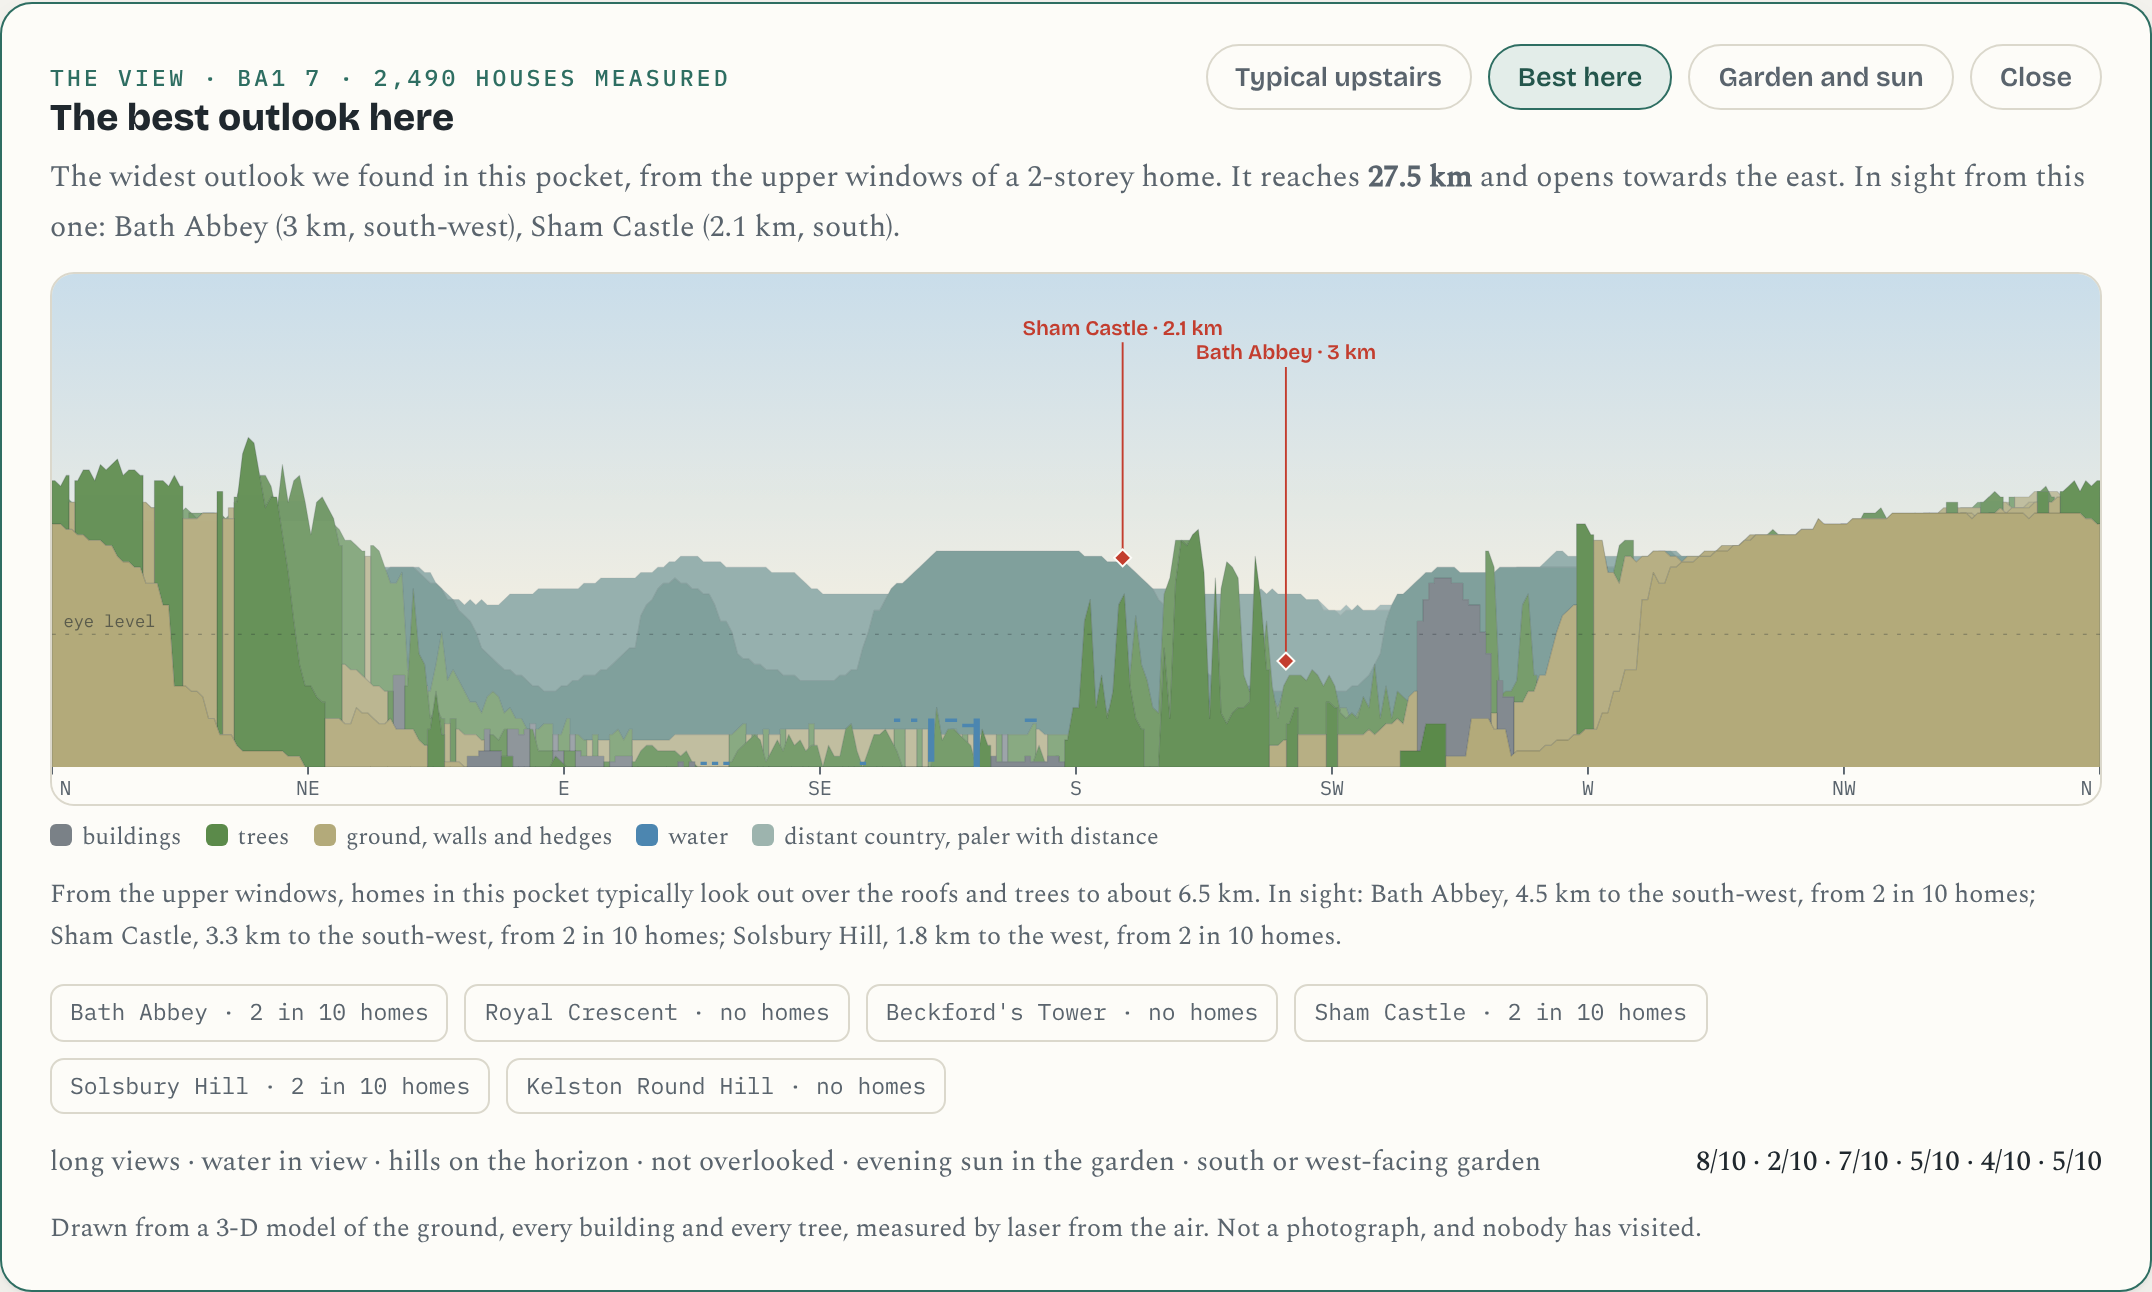 THE VIEW · BA1 7 · 2,490 HOUSES MEASURED
The best outlook here
Typical upstairs
Best here
Garden and sun
Close
The widest outlook we found in this pocket, from the upper windows of a 2-storey home. It reaches 27.5 km and opens towards the east. In sight from this
one: Bath Abbey (3 km, south-west), Sham Castle (2.1 km, south).
Sham Castle · 2.1 km
Bath Abbey · 3 km
eye level
N NE E SE S SW W NW N
buildings trees ground, walls and hedges water distant country, paler with distance
From the upper windows, homes in this pocket typically look out over the roofs and trees to about 6.5 km. In sight: Bath Abbey, 4.5 km to the south-west, from 2 in 10 homes;
Sham Castle, 3.3 km to the south-west, from 2 in 10 homes; Solsbury Hill, 1.8 km to the west, from 2 in 10 homes.
Bath Abbey · 2 in 10 homes
Royal Crescent · no homes
Beckford's Tower · no homes
Sham Castle · 2 in 10 homes
Solsbury Hill · 2 in 10 homes
Kelston Round Hill · no homes
long views · water in view · hills on the horizon · not overlooked · evening sun in the garden · south or west-facing garden
8/10 · 2/10 · 7/10 · 5/10 · 4/10 · 5/10
Drawn from a 3-D model of the ground, every building and every tree, measured by laser from the air. Not a photograph, and nobody has visited.